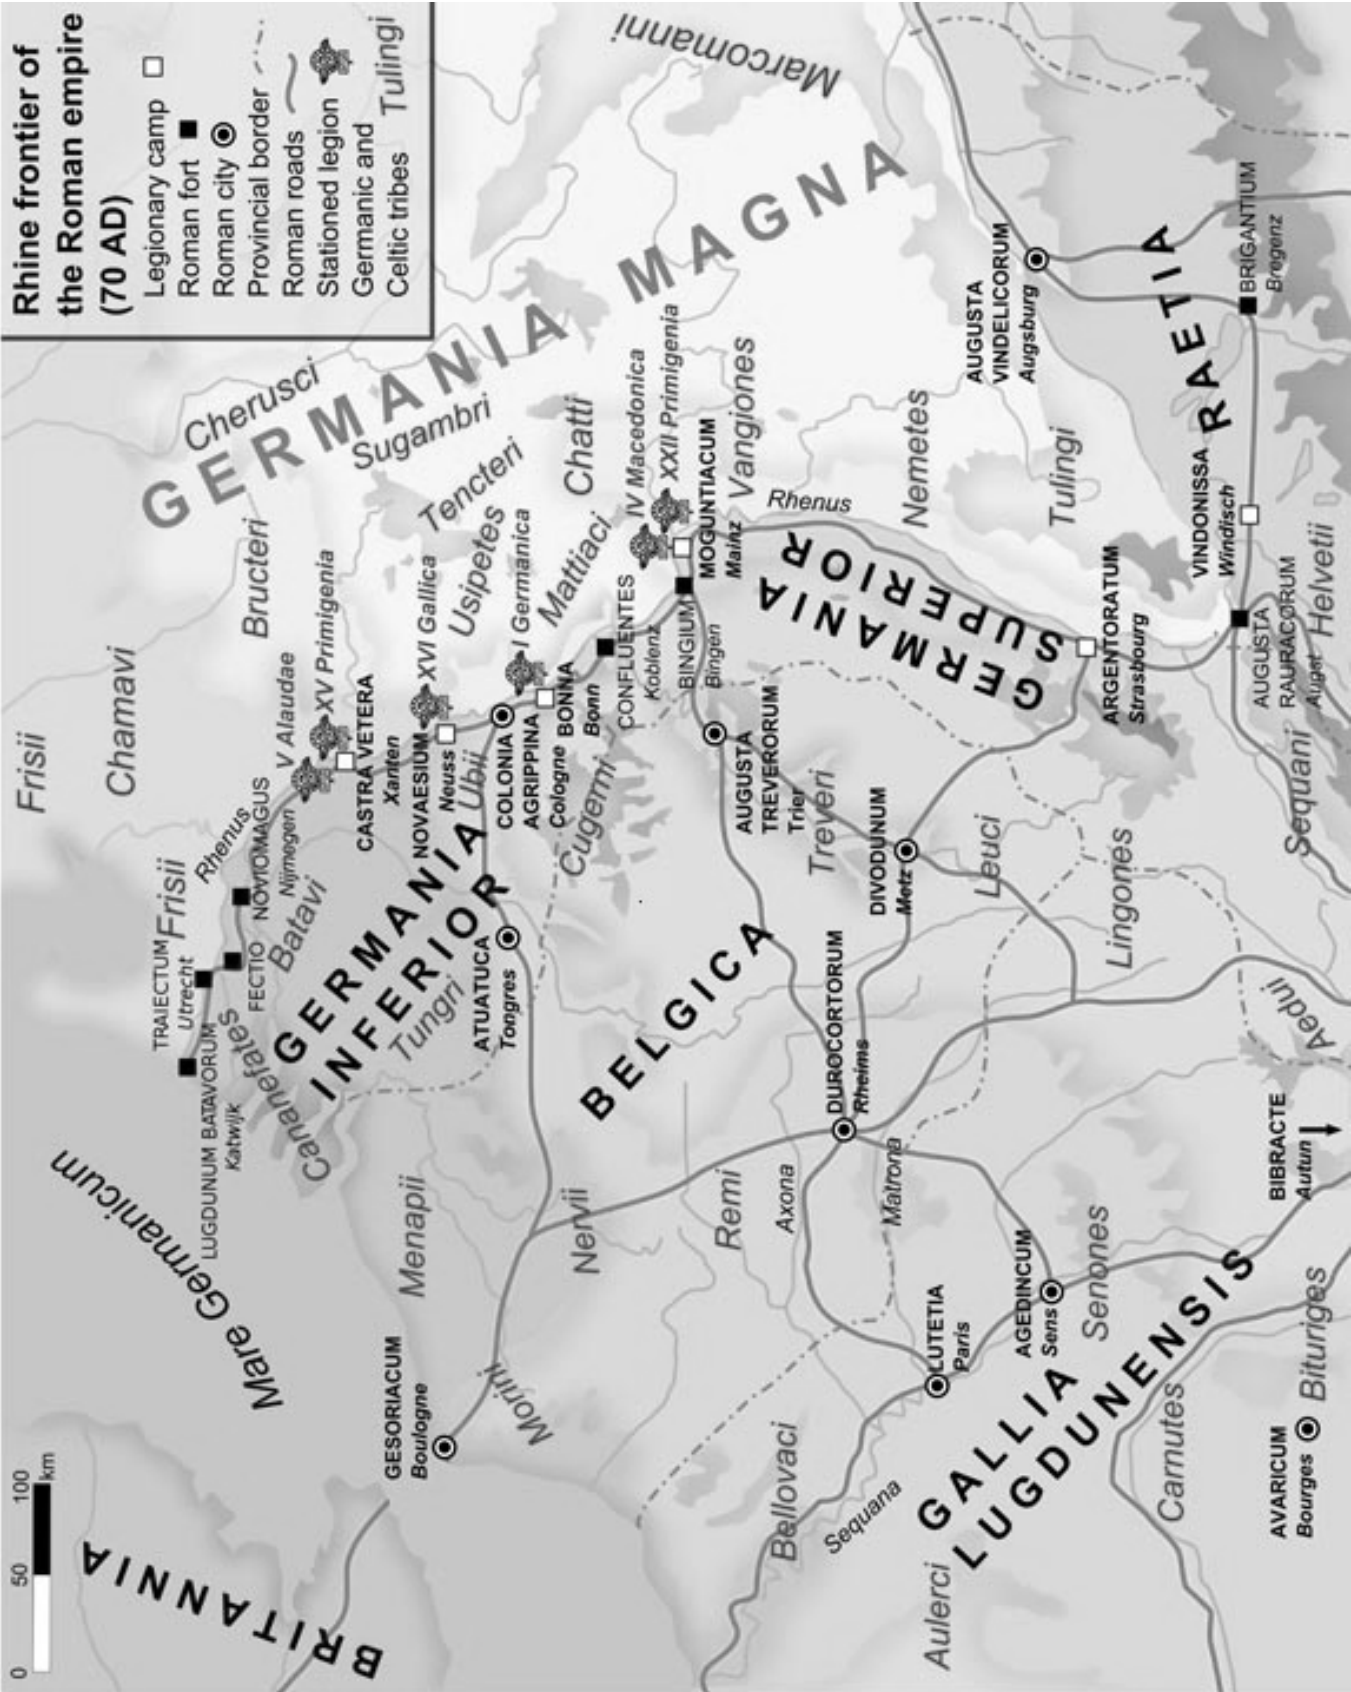 Rhine frontier of
the Roman empire
(70 AD)
Legionary camp
Roman fort
Roman city
Provincial border
Roman roads
Stationed legion
Germanic and
Celtic tribes
Tulingi
0 50 100
km
BRITANNIA
Mare Germanicum
Frisii
Chamavi
Bructeri
Cherusci
Marcomanni
GERMANIA MAGNA
Sugambri
Tencteri
Usipetes
Chatti
Mattiaci
Vangiones
Nemetes
Tulingi
TRAIECTUM
Utrecht
Frisii
Rhenus
LUGDUNUM BATAVORUM
Katwijk
FECTIO
NOVIOMAGUS
Nijmegen
Batavi
Cananefates
V Alaudae
XV Primigenia
CASTRA VETERA
Xanten
XVI Gallica
NOVAESIUM
Neuss
Ubii
COLONIA
AGRIPPINA
Cologne
I Germanica
BONNA
Bonn
CONFLUENTES
Koblenz
BINGIUM
Bingen
IV Macedonica
XXII Primigenia
MOGUNTIACUM
Mainz
Rhenus
GERMANIA
INFERIOR
Tungri
ATUATUCA
Tongres
Cugerni
Menapii
Nervii
GESORIACUM
Boulogne
Morini
BELGICA
AUGUSTA
TREVERORUM
Trier
Treveri
DIVODUNUM
Metz
Leuci
Lingones
DUROCORTORUM
Rheims
Remi
Axona
Matrona
GERMANIA
SUPERIOR
ARGENTORATUM
Strasbourg
AUGUSTA
VINDELICORUM
Augsburg
RAETIA
BRIGANTIUM
Bregenz
VINDONISSA
Windisch
AUGUSTA
RAURACORUM
Augst
Helvetii
Sequani
Aedui
BIBRACTE
Autun
LUTETIA
Paris
AGEDINCUM
Sens
Senones
Bellovaci
Sequana
GALLIA
LUGDUNENSIS
Aulerci
Carnutes
AVARICUM
Bourges
Bituriges